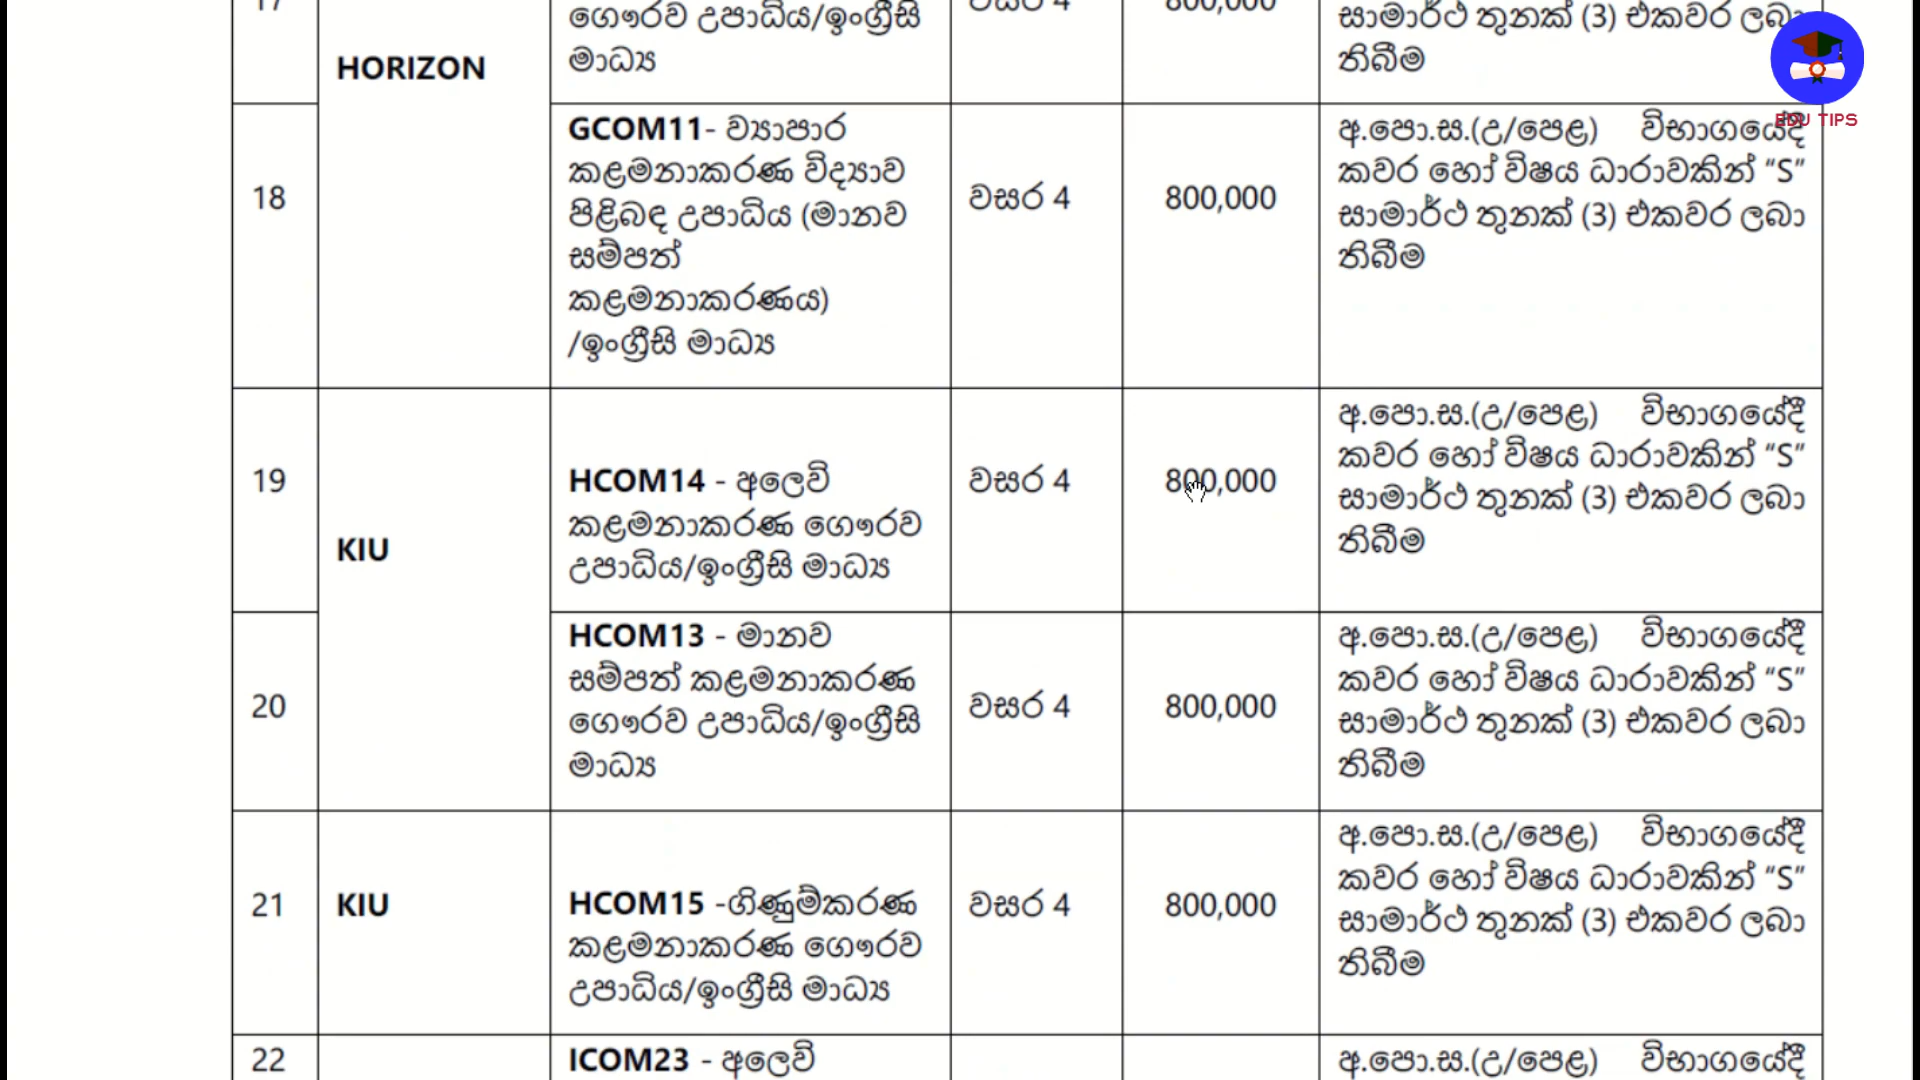 17
ගෞරව උපාධිය/ඉංග්‍රීසි
මාධ්‍ය
වසර 4
800,000
සාමාර්ථ තුනක් (3) එකවර ලබා
තිබීම
HORIZON
EDU TIPS
18
GCOM11- ව්‍යාපාර
කළමනාකරණ විද්‍යාව
පිළිබඳ උපාධිය (මානව
සම්පත්
කළමනාකරණය)
/ඉංග්‍රීසි මාධ්‍ය
වසර 4
800,000
අ.පො.ස.(උ/පෙළ) විභාගයේදී
කවර හෝ විෂය ධාරාවකින් “S”
සාමාර්ථ තුනක් (3) එකවර ලබා
තිබීම
19
KIU
HCOM14 - අලෙවි
කළමනාකරණ ගෞරව
උපාධිය/ඉංග්‍රීසි මාධ්‍ය
වසර 4
800,000
අ.පො.ස.(උ/පෙළ) විභාගයේදී
කවර හෝ විෂය ධාරාවකින් “S”
සාමාර්ථ තුනක් (3) එකවර ලබා
තිබීම
20
HCOM13 - මානව
සම්පත් කළමනාකරණ
ගෞරව උපාධිය/ඉංග්‍රීසි
මාධ්‍ය
වසර 4
800,000
අ.පො.ස.(උ/පෙළ) විභාගයේදී
කවර හෝ විෂය ධාරාවකින් “S”
සාමාර්ථ තුනක් (3) එකවර ලබා
තිබීම
21
KIU
HCOM15 -ගිණුම්කරණ
කළමනාකරණ ගෞරව
උපාධිය/ඉංග්‍රීසි මාධ්‍ය
වසර 4
800,000
අ.පො.ස.(උ/පෙළ) විභාගයේදී
කවර හෝ විෂය ධාරාවකින් “S”
සාමාර්ථ තුනක් (3) එකවර ලබා
තිබීම
22
ICOM23 - අලෙවි
අ.පො.ස.(උ/පෙළ) විභාගයේදී